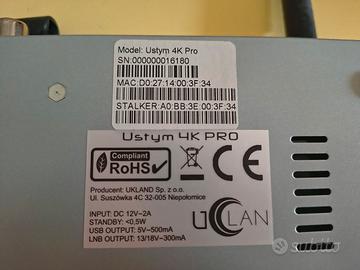 Model: Ustym 4K Pro
SN:000000016180
MAC:D0:27:14:00:3F:34
STALKER:A0:BB:3E:00:3F:34
Ustym 4K PRO
Compliant
RoHS
CE
Producent: UKLAND Sp. z o.o.
Ul. Suszówka 4C 32-005 Niepołomice
INPUT: DC 12V⎓2A
STANDBY: <0,5W
USB OUTPUT: 5V⎓500mA
LNB OUTPUT: 13/18V⎓300mA
UCLAN
subito